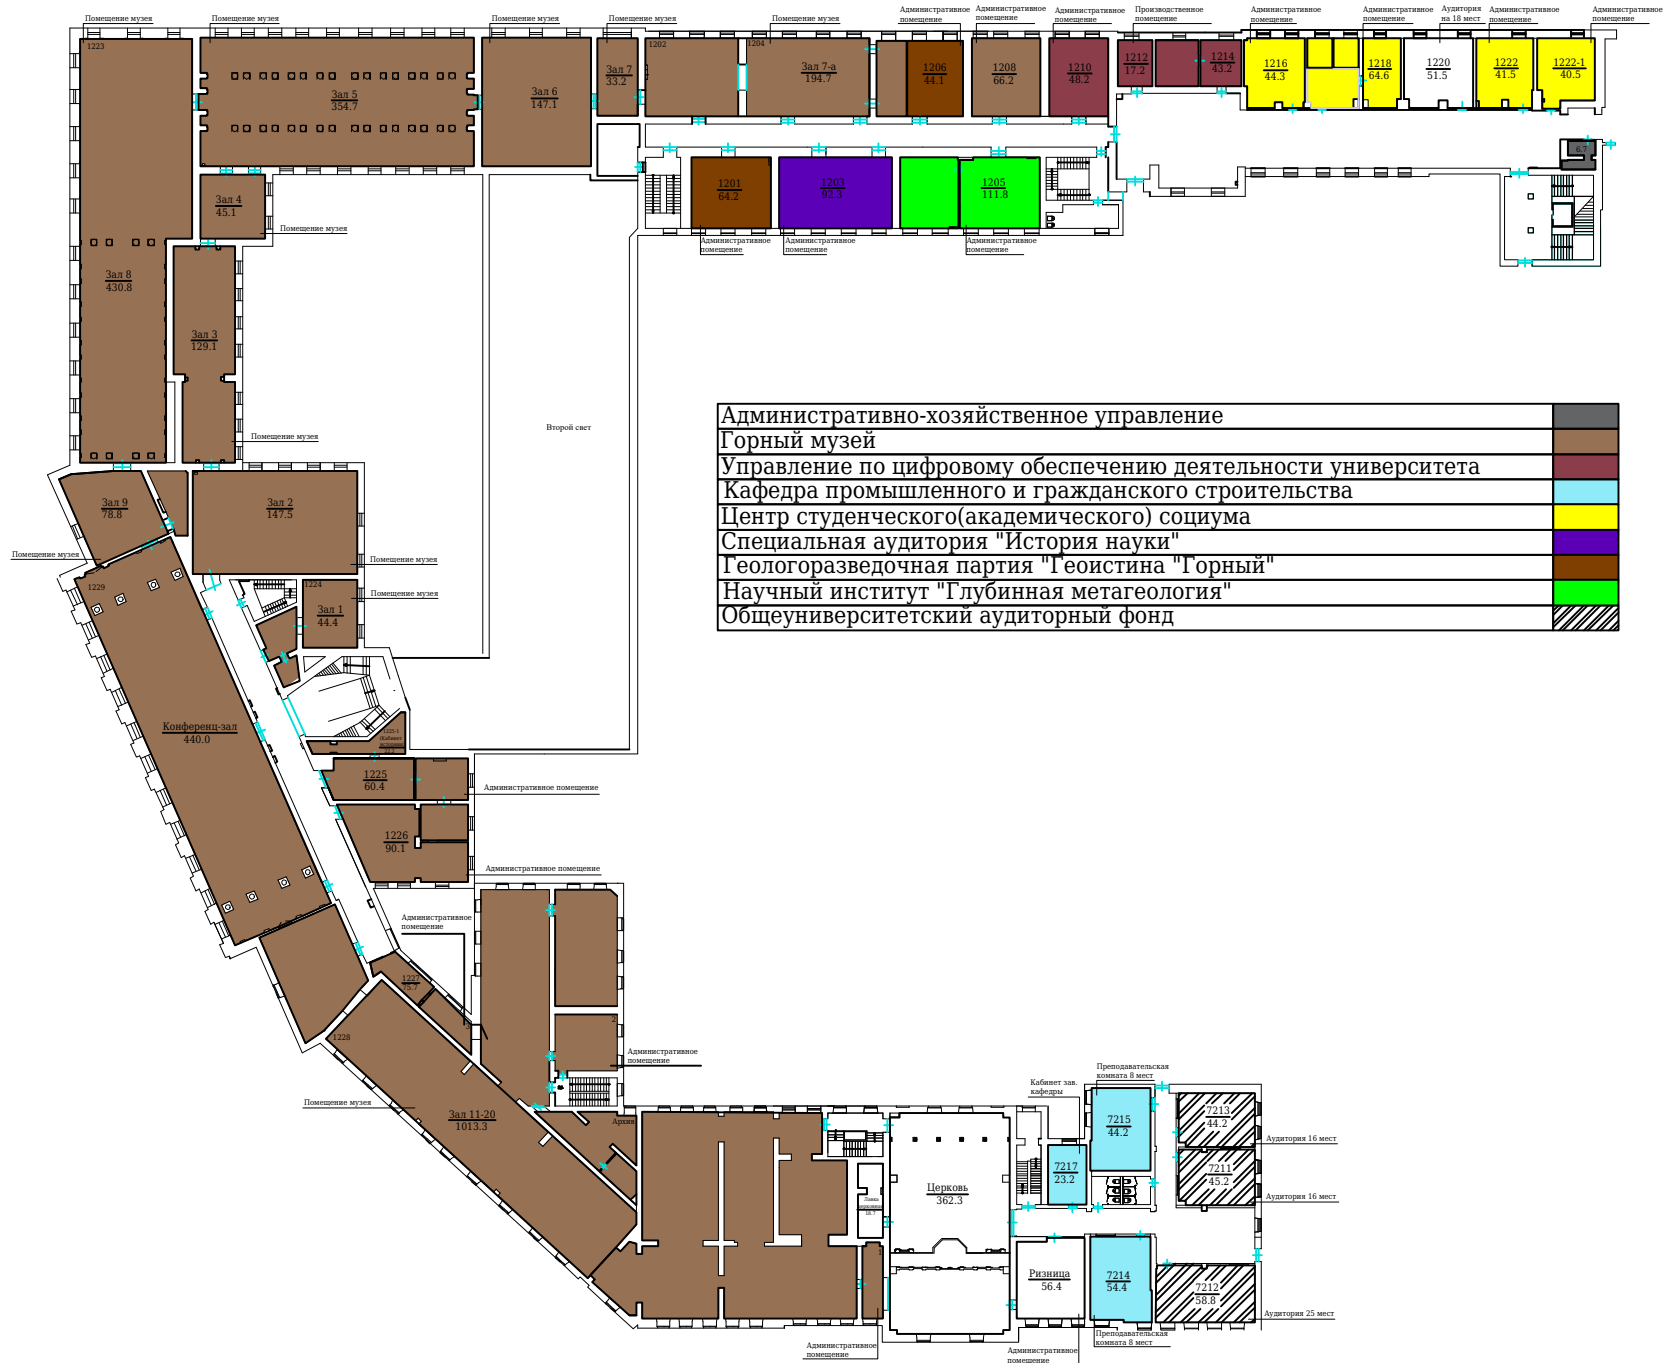 Помещение музея
Помещение музея
Помещение музея
Помещение музея
Помещение музея
Административное
помещение
Административное
помещение
Административное
помещение
Производственное
помещение
Административное
помещение
Административное
помещение
Аудитория
на 18 мест
Административное
помещение
Административное
помещение
1223
Зал 5
354.7
Зал 6
147.1
Зал 7
33.2
1202
1204
Зал 7-а
194.7
1206
44.1
1208
66.2
1210
48.2
1212
17.2
1214
43.2
1216
44.3
1218
64.6
1220
51.5
1222
41.5
1222-1
40.5
6.7
1201
64.2
1203
92.3
1205
111.8
Административное
помещение
Административное
помещение
Административное
помещение
Зал 4
45.1
Помещение музея
Зал 8
430.8
Зал 3
129.1
Помещение музея
Второй свет
Административно-хозяйственное управление
Горный музей
Управление по цифровому обеспечению деятельности университета
Кафедра промышленного и гражданского строительства
Центр студенческого(академического) социума
Специальная аудитория "История науки"
Геологоразведочная партия "Геоистина "Горный"
Научный институт "Глубинная метагеология"
Общеуниверситетский аудиторный фонд
Зал 9
78.8
Зал 2
147.5
Помещение музея
Помещение музея
1229
1224
Зал 1
44.4
Помещение музея
Конференц-зал
440.0
1225-1
1225
60.4
Административное помещение
1226
90.1
Административное помещение
Административное
помещение
1227
75.7
3
2
1228
Административное
помещение
Помещение музея
Зал 11-20
1013.3
Архив
Лавка
18.7
Церковь
362.3
1
Административное
помещение
Кабинет зав.
кафедры
Преподавательская
комната 8 мест
7215
44.2
7217
23.2
7213
44.2
Аудитория 16 мест
7211
45.2
Аудитория 16 мест
Ризница
56.4
7214
54.4
7212
58.8
Аудитория 25 мест
Административное
помещение
Преподавательская
комната 8 мест